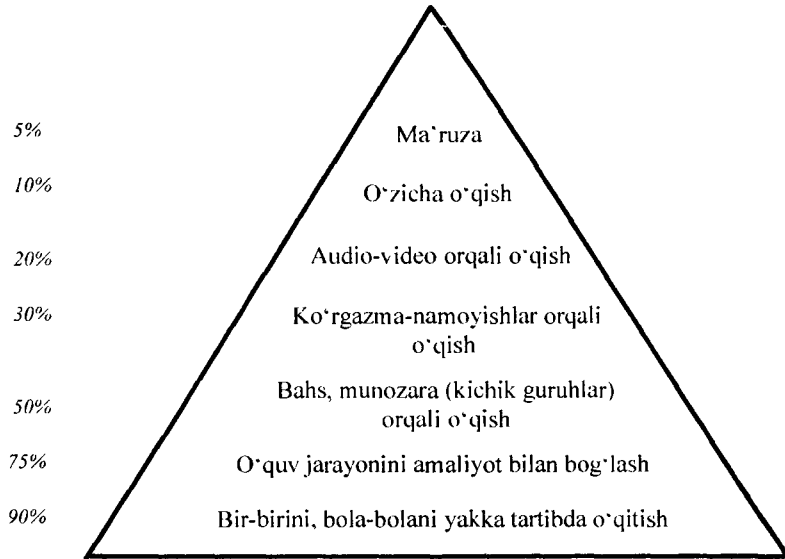 5% Ma‘ruza
10% O‘zicha o‘qish
20% Audio-video orqali o‘qish
30% Ko‘rgazma-namoyishlar orqali
o‘qish
Bahs, munozara (kichik guruhlar)
50% orqali o‘qish
75% O‘quv jarayonini amaliyot bilan bog‘lash
90% Bir-birini, bola-bolani yakka tartibda o‘qitish